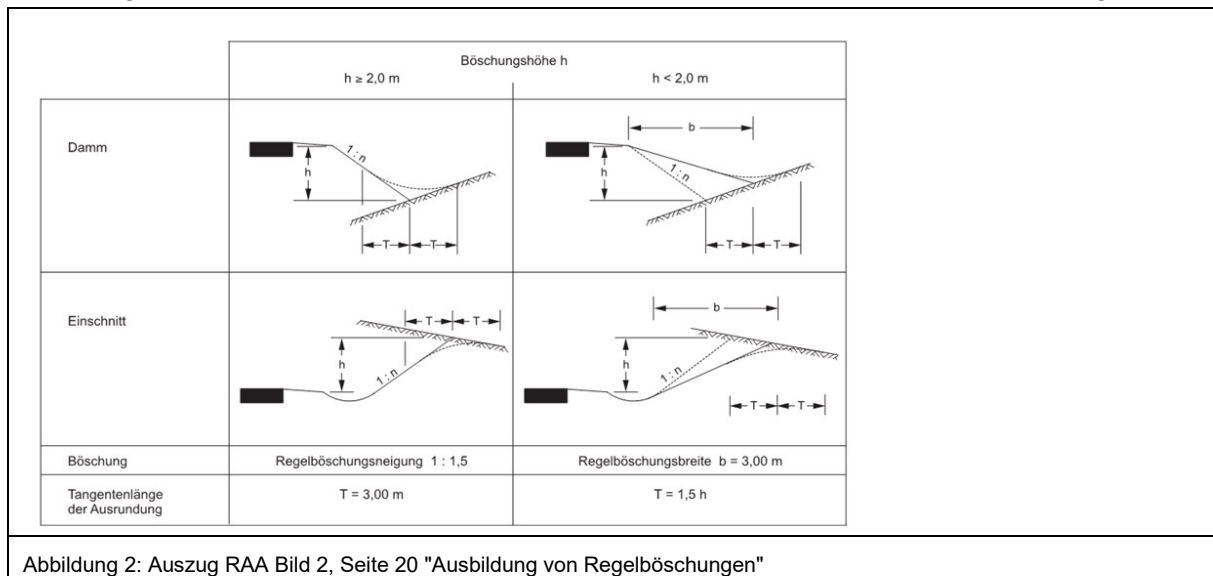 Böschungshöhe h
h ≥ 2,0 m h < 2,0 m
Damm
1 : n
h
T T
b
1 : n
h
T T
Einschnitt
T T
h
1 : n
b
h
1 : n
T T
Böschung Regelböschungsneigung 1 : 1,5 Regelböschungsbreite b = 3,00 m
Tangentenlänge
der Ausrundung T = 3,00 m T = 1,5 h
Abbildung 2: Auszug RAA Bild 2, Seite 20 "Ausbildung von Regelböschungen"